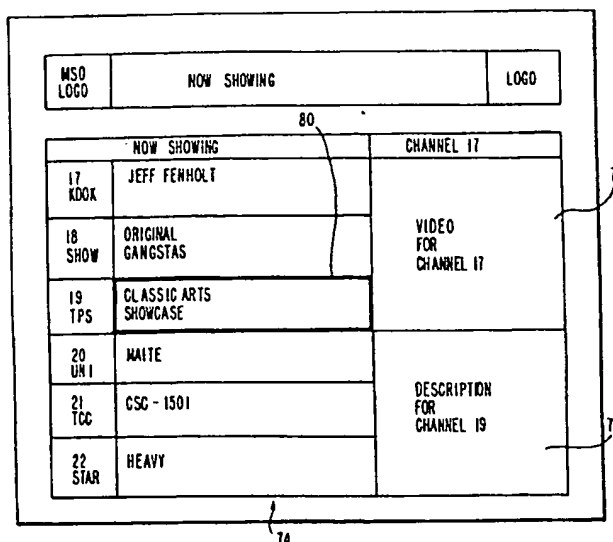 MSO
LOGO
NOW SHOWING
LOGO
80
NOW SHOWING
CHANNEL 17
17
KDOK
JEFF FENHOLT
18
SHOW
ORIGINAL
GANGSTAS
19
TPS
CLASSIC ARTS
SHOWCASE
20
UNI
MAITE
21
TCC
CSC - 1501
22
STAR
HEAVY
VIDEO
FOR
CHANNEL 17
7
DESCRIPTION
FOR
CHANNEL 19
7
74